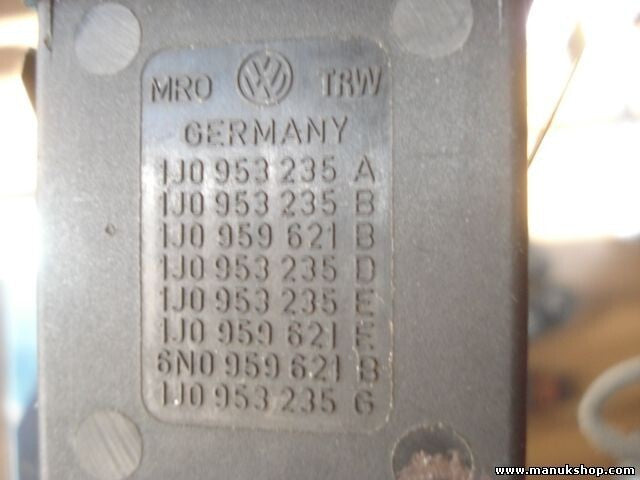 MRO VW TRW
GERMANY
1J0 953 235 A
1J0 953 235 B
1J0 959 621 B
1J0 953 235 D
1J0 953 235 E
1J0 959 621 E
6N0 959 621 B
1J0 953 235 G
www.manukshop.com